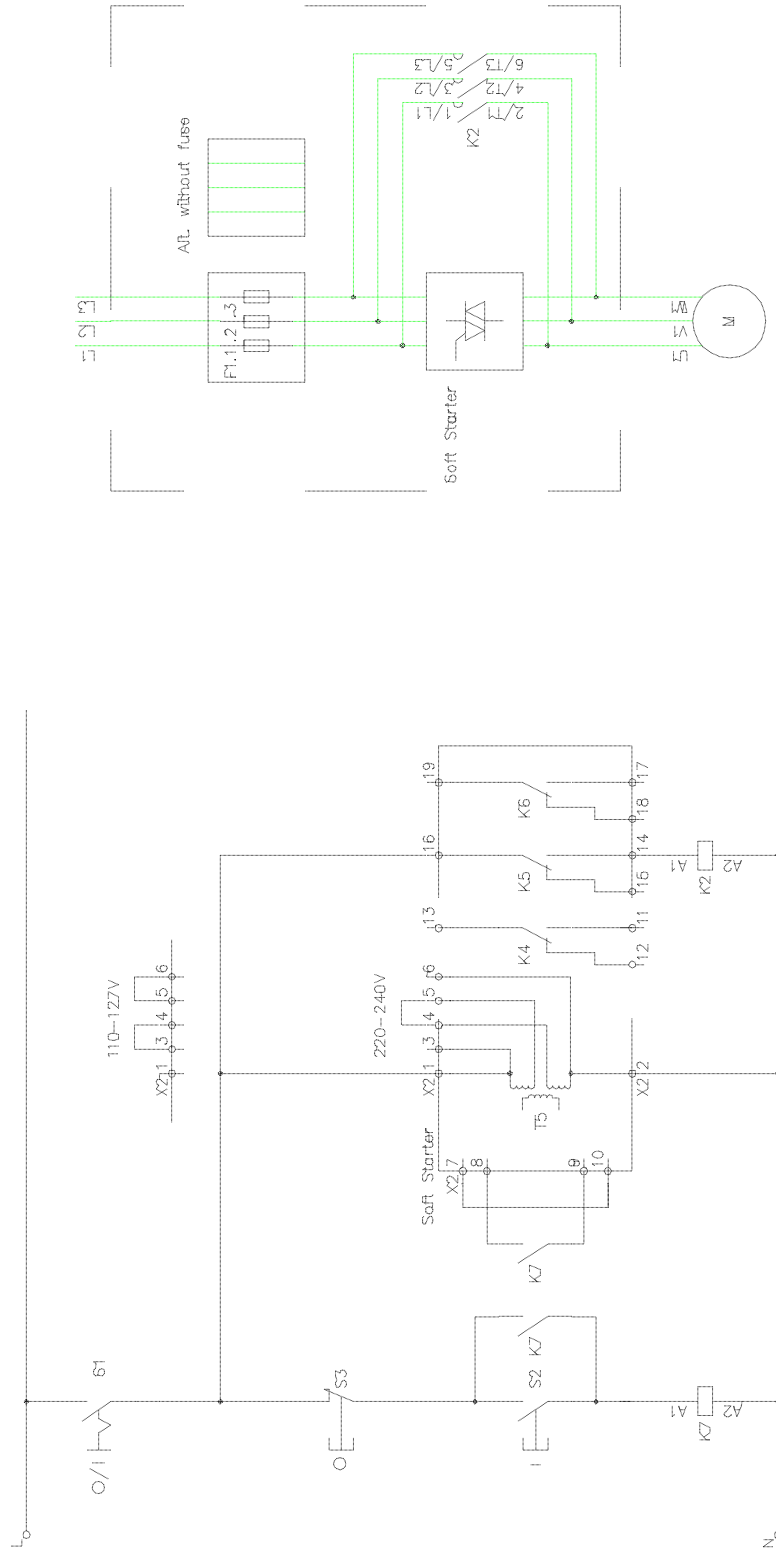 L1
L2
L3
F1.1
.2
.3
Alt. without fuse
1/L1
3/L2
5/L3
K2
2/T1
4/T2
6/T3
Soft Starter
U1
V1
W1
M
L
O/I
S1
110-127V
X2
1
3
4
5
6
O
S3
Soft Starter
220-240V
X2
1
3
4
5
6
13
16
19
X2
7
8
9
10
T5
K4
K5
K6
K7
I
S2
K7
X2
2
12
11
15
14
18
17
A1
K7
A2
A1
K2
A2
N